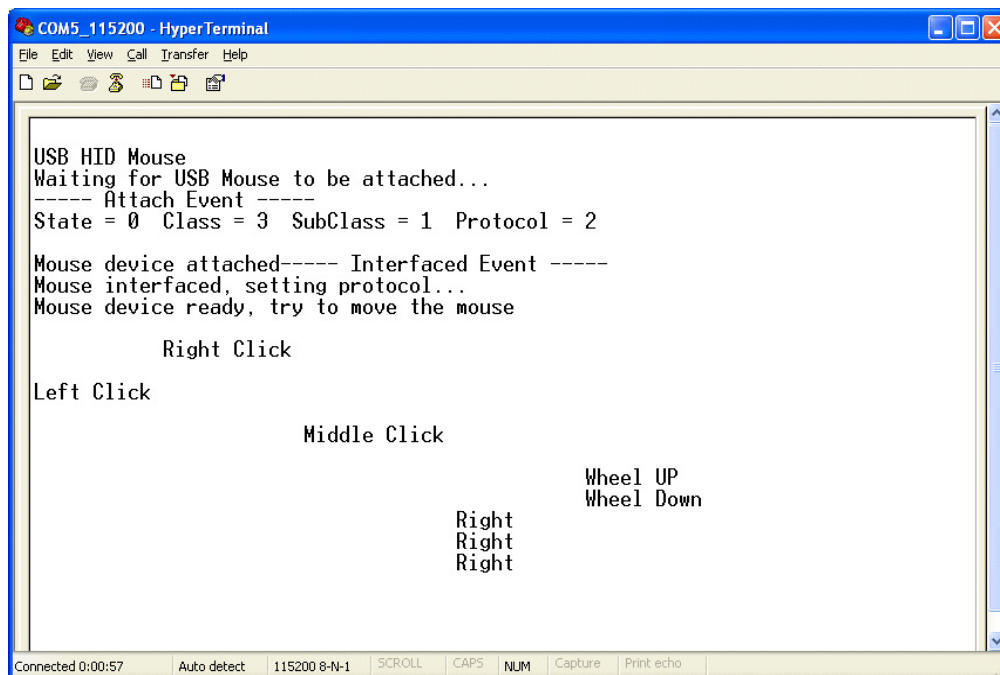 COM5_115200 - HyperTerminal
File Edit View Call Transfer Help
USB HID Mouse
Waiting for USB Mouse to be attached...
----- Attach Event -----
State = 0 Class = 3 SubClass = 1 Protocol = 2
Mouse device attached----- Interfaced Event -----
Mouse interfaced, setting protocol...
Mouse device ready, try to move the mouse
Right Click
Left Click
Middle Click
Wheel UP
Wheel Down
Right
Right
Right
Connected 0:00:57 Auto detect 115200 8-N-1 SCROLL CAPS NUM Capture Print echo